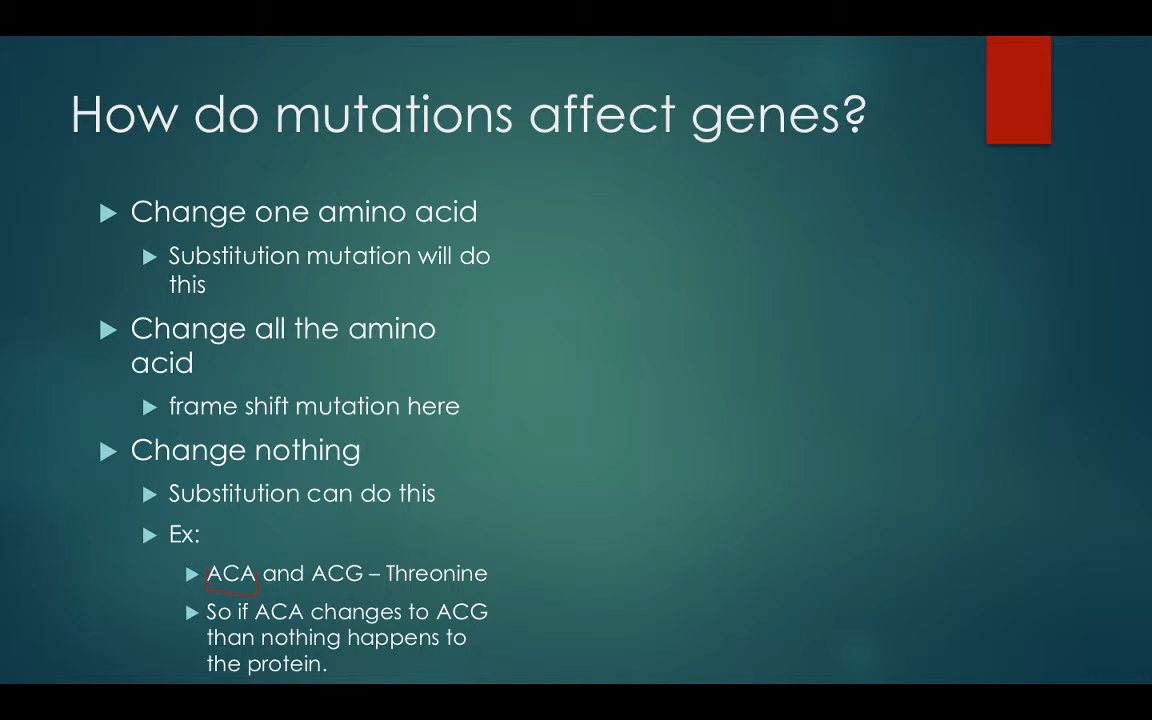 How do mutations affect genes?
Change one amino acid
Substitution mutation will do
this
Change all the amino
acid
frame shift mutation here
Change nothing
Substitution can do this
Ex:
ACA and ACG – Threonine
So if ACA changes to ACG
than nothing happens to
the protein.